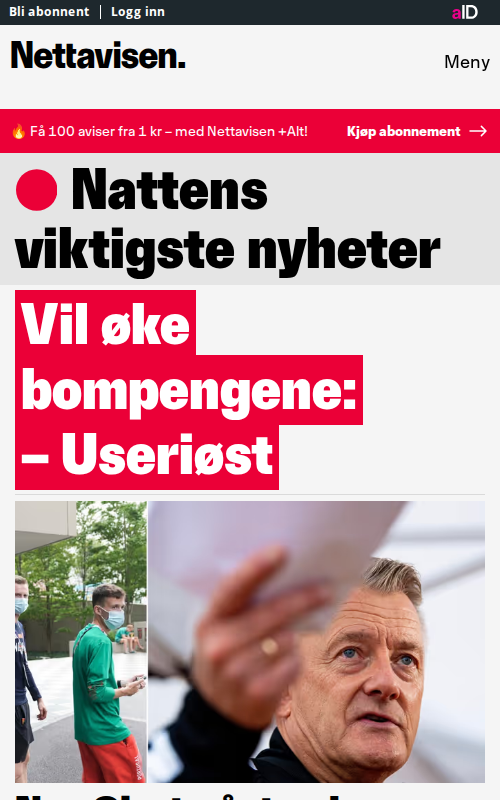 Bli abonnent | Logg inn
aID
Nettavisen.
Meny
🔥 Få 100 aviser fra 1 kr – med Nettavisen +Alt!
Kjøp abonnement →
Nattens
viktigste nyheter
Vil øke
bompengene:
– Useriøst